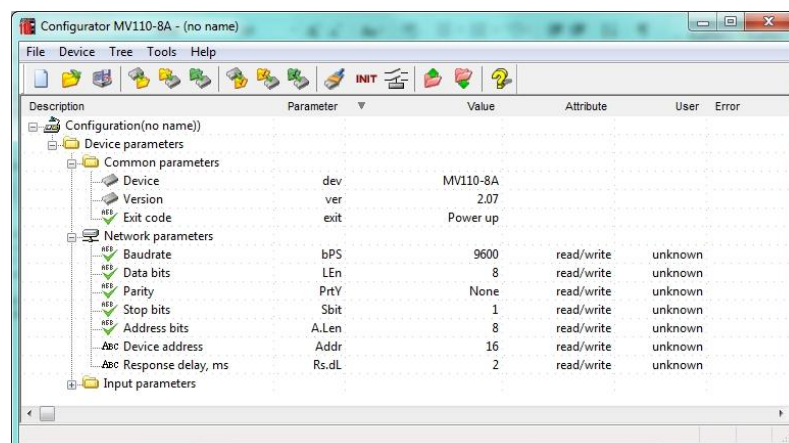 Configurator MV110-8A - (no name)
File Device Tree Tools Help
INIT
Description Parameter Value Attribute User Error
Configuration(no name))
Device parameters
Common parameters
Device dev MV110-8A
Version ver 2.07
Exit code exit Power up
Network parameters
Baudrate bPS 9600 read/write unknown
Data bits LEn 8 read/write unknown
Parity PrtY None read/write unknown
Stop bits Sbit 1 read/write unknown
Address bits A.Len 8 read/write unknown
ABC Device address Addr 16 read/write unknown
ABC Response delay, ms Rs.dL 2 read/write unknown
Input parameters